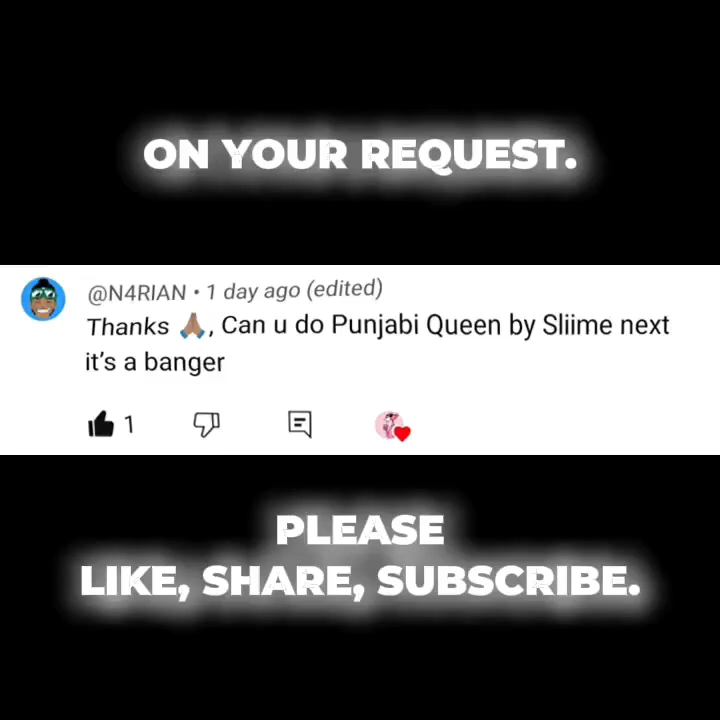 ON YOUR REQUEST.
@N4RIAN • 1 day ago (edited)
Thanks 🙏🏽, Can u do Punjabi Queen by Sliime next
it's a banger
1
PLEASE
LIKE, SHARE, SUBSCRIBE.